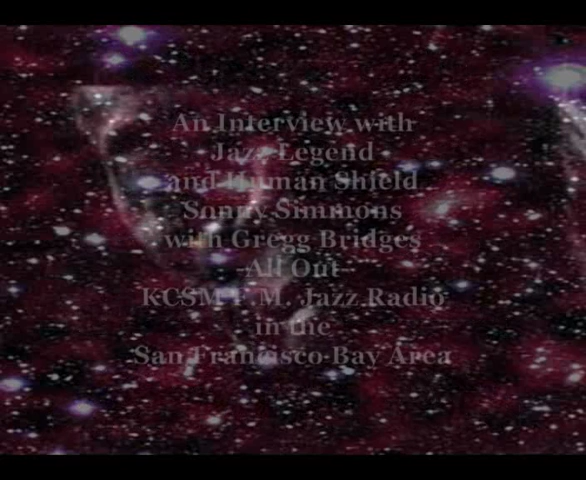 An Interview with
Jazz Legend
and Human Shield
Sonny Simmons
with Gregg Bridges
All Out
KCSM F.M. Jazz Radio
in the
San Francisco Bay Area